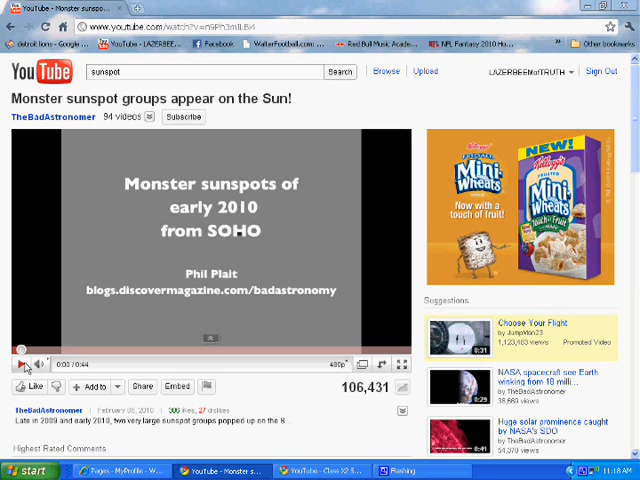 YouTube - Monster sunspo...
www.youtube.com/watch?v=n9Ph3mlLBl4
detroit lions - Google ...
YouTube - LAZERBEE...
Facebook
WalterFootball.com: ...
Red Bull Music Acade...
NFL Fantasy 2010 Ho...
»
Other bookmarks
YouTube
sunspot
Search
Browse
Upload
LAZERBEEMofTRUTH
Sign Out
Monster sunspot groups appear on the Sun!
TheBadAstronomer
94 videos
Subscribe
Monster sunspots of
early 2010
from SOHO
Phil Plait
blogs.discovermagazine.com/badastronomy
0:00 / 0:44
480p
Like
Add to
Share
Embed
106,431
TheBadAstronomer
February 08, 2010
306 likes, 27 dislikes
Late in 2009 and early 2010, two very large sunspot groups popped up on the S...
Highest Rated Comments
Kellogg's
FROSTED
Mini
Wheats
Now with a
touch of fruit!
NEW!
Kellogg's
FROSTED
Mini
Wheats
Touch of Fruit
Suggestions
Choose Your Flight
by JumpMan23
1,123,463 views
Promoted Video
0:31
NASA spacecraft see Earth
winking from 18 milli...
by TheBadAstronomer
38,660 views
0:29
Huge solar prominence caught
by NASA's SDO
by TheBadAstronomer
54,370 views
0:41
start
Pages - MyProfile - W...
YouTube - Monster s...
YouTube - Class X2 S...
Flashing
11:18 AM